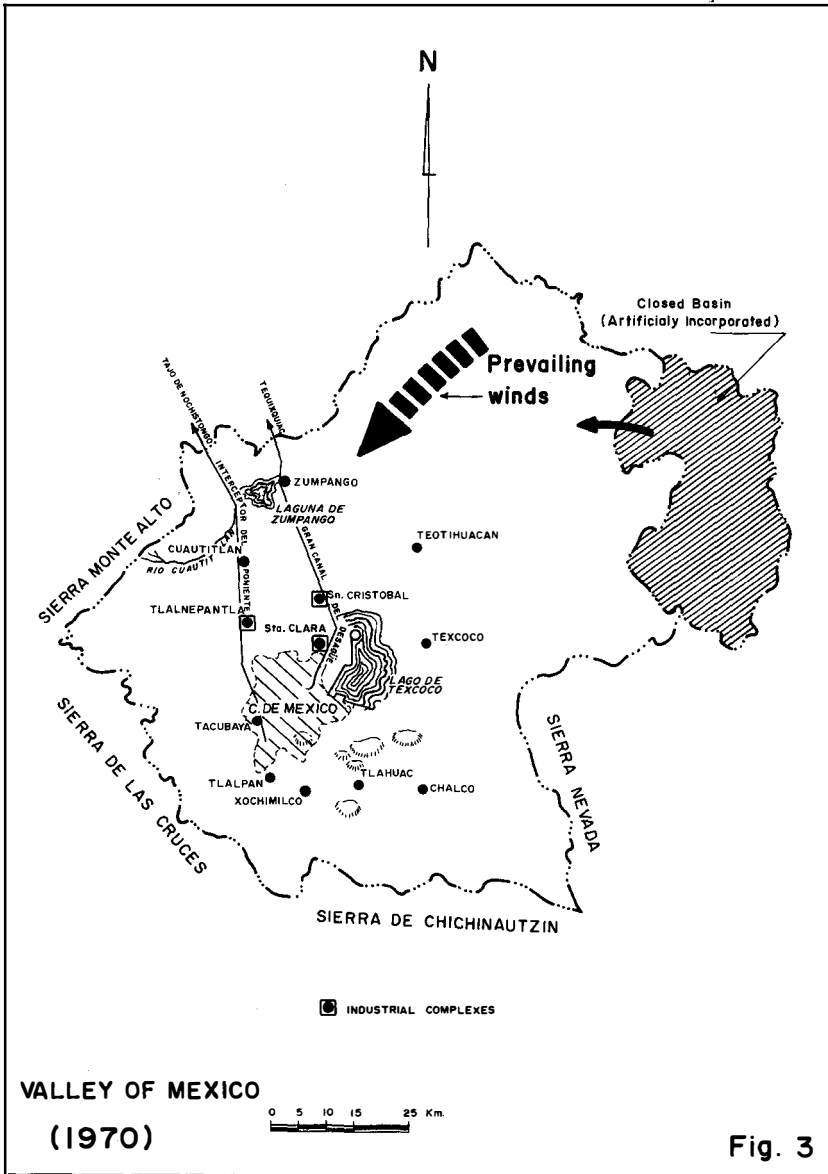 N
Closed Basin
(Artificialy Incorporated)
Prevailing
winds
TAJO DE NOCHISTONGO
TEQUIXQUIAC
INTERCEPTOR DEL PONIENTE
ZUMPANGO
LAGUNA DE
ZUMPANGO
GRAN CANAL DEL DESAGÜE
TEOTIHUACAN
SIERRA MONTE ALTO
CUAUTITLAN
RIO CUAUTITLAN
Sn. CRISTOBAL
TLALNEPANTLA
Sta. CLARA
TEXCOCO
LAGO DE
TEXCOCO
C. DE MEXICO
TACUBAYA
SIERRA DE LAS CRUCES
SIERRA NEVADA
TLALPAN
TLAHUAC
XOCHIMILCO
CHALCO
SIERRA DE CHICHINAUTZIN
INDUSTRIAL COMPLEXES
VALLEY OF MEXICO
(1970)
0 5 10 15 25 Km.
Fig. 3